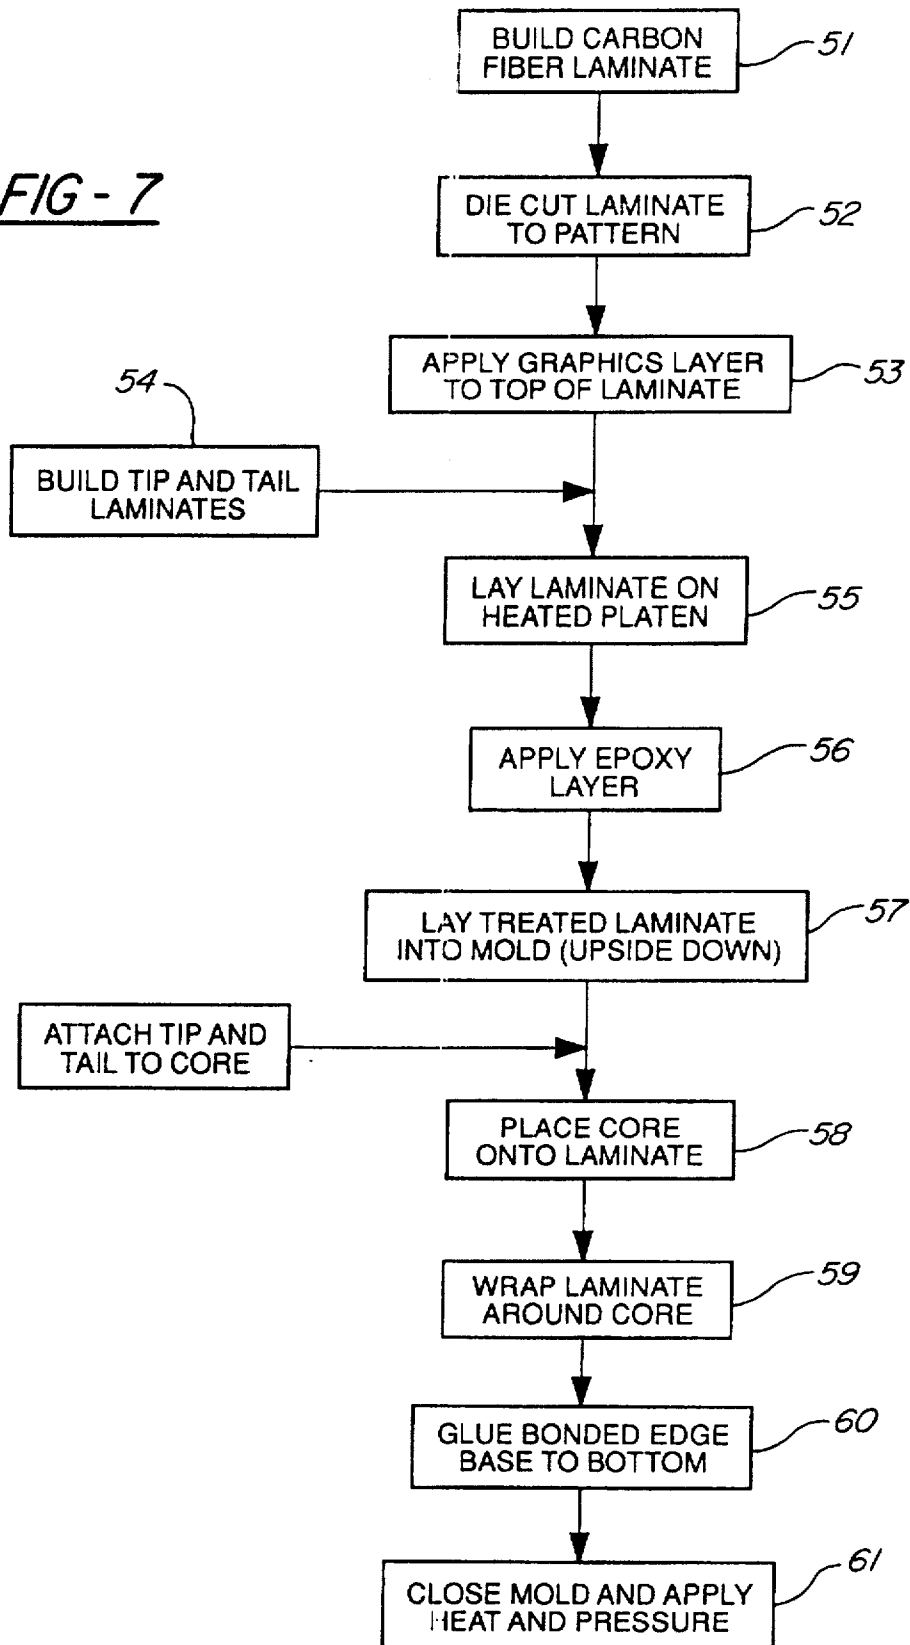 BUILD CARBON
FIBER LAMINATE
51
FIG - 7
DIE CUT LAMINATE
TO PATTERN
52
APPLY GRAPHICS LAYER
TO TOP OF LAMINATE
53
54
BUILD TIP AND TAIL
LAMINATES
LAY LAMINATE ON
HEATED PLATEN
55
APPLY EPOXY
LAYER
56
LAY TREATED LAMINATE
INTO MOLD (UPSIDE DOWN)
57
ATTACH TIP AND
TAIL TO CORE
PLACE CORE
ONTO LAMINATE
58
WRAP LAMINATE
AROUND CORE
59
GLUE BONDED EDGE
BASE TO BOTTOM
60
CLOSE MOLD AND APPLY
HEAT AND PRESSURE
61